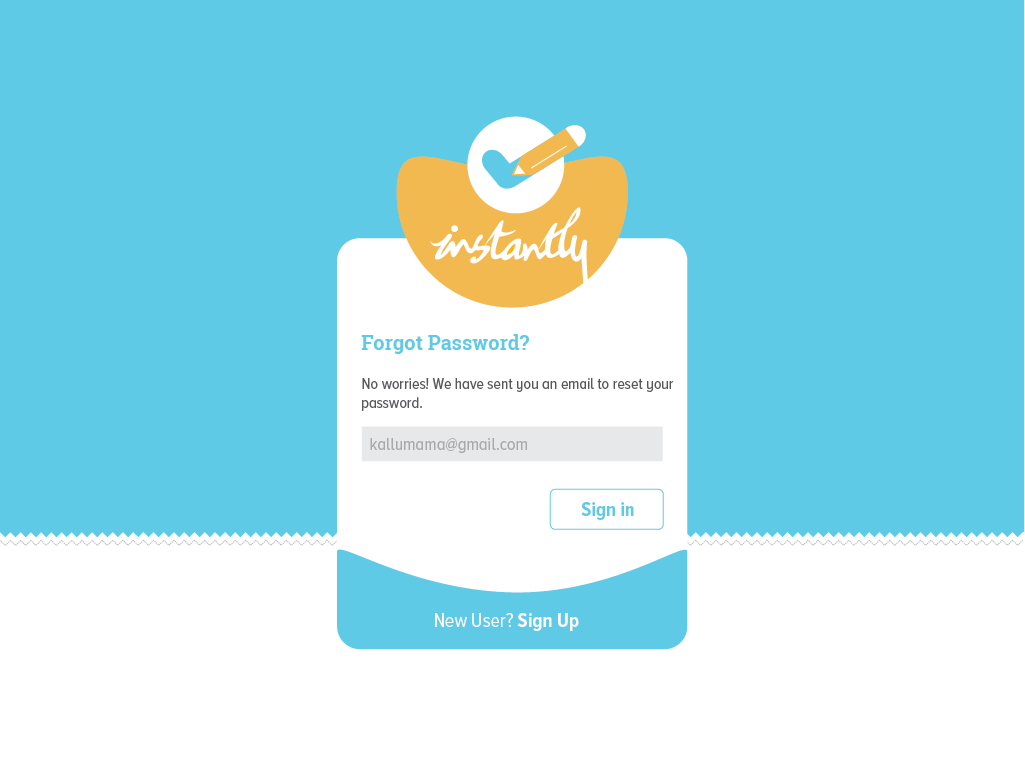 instantly
Forgot Password?
No worries! We have sent you an email to reset your
password.
kallumama@gmail.com
Sign in
New User? Sign Up